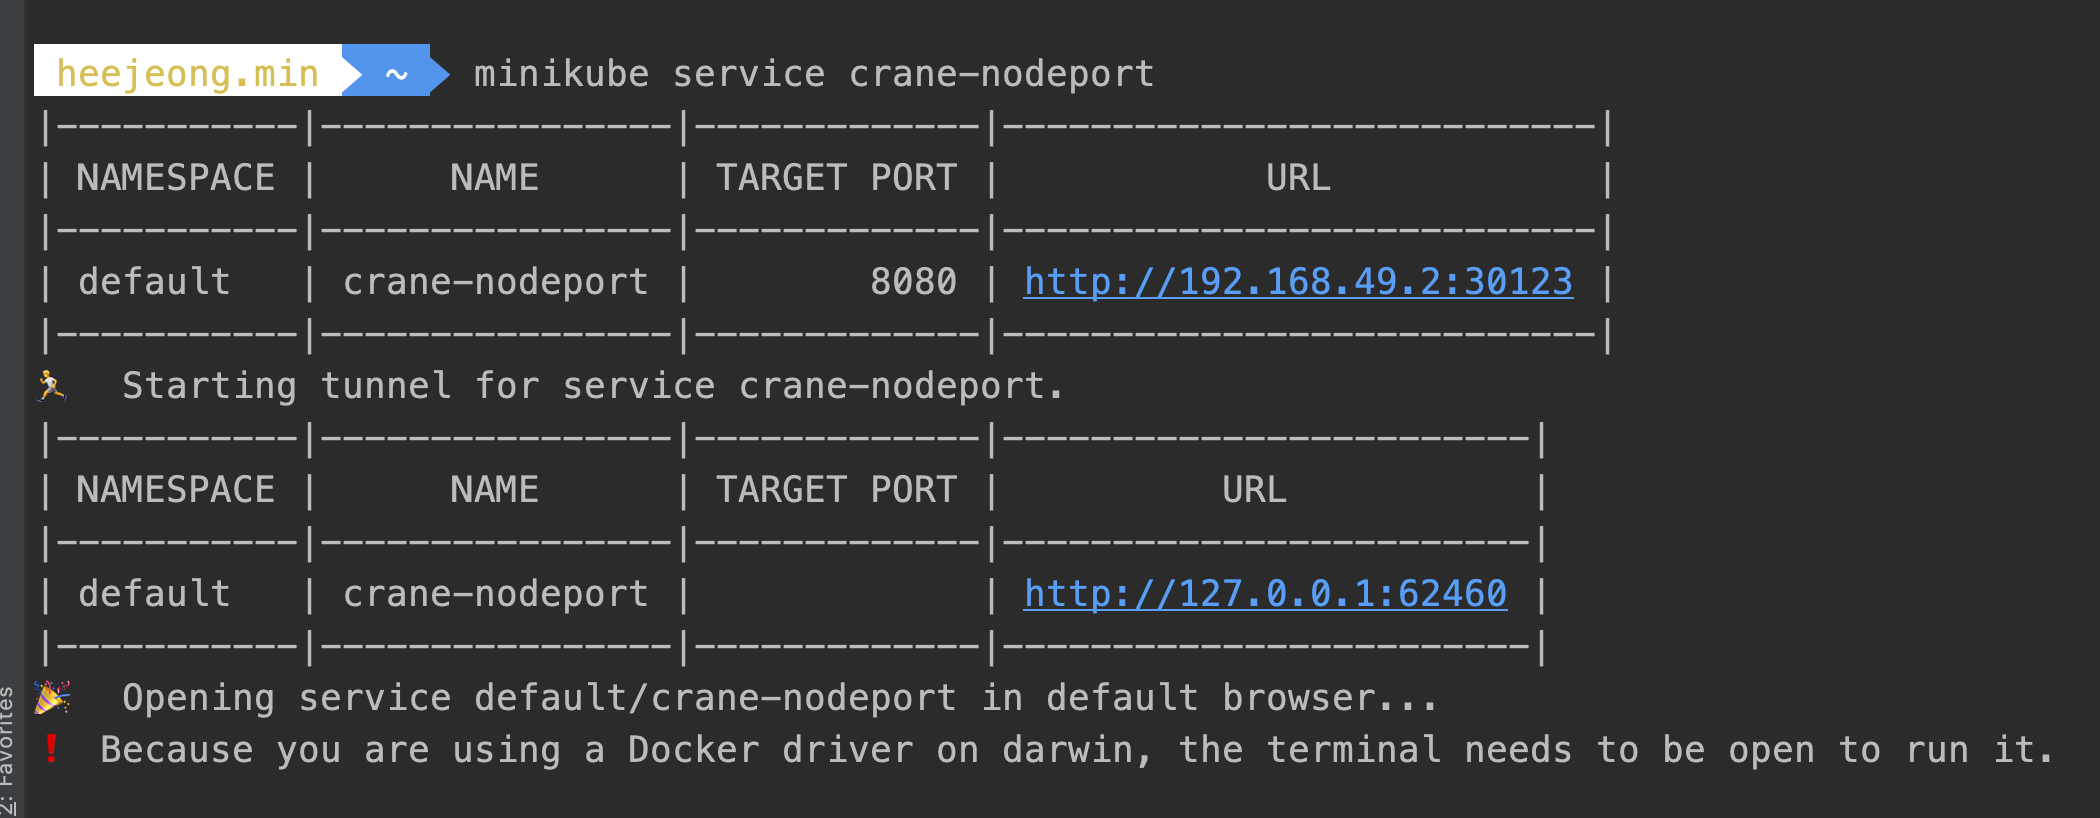 heejeong.min ~ minikube service crane-nodeport
|-----------|----------------|-------------|---------------------------|
| NAMESPACE | NAME | TARGET PORT | URL |
|-----------|----------------|-------------|---------------------------|
| default | crane-nodeport | 8080 | http://192.168.49.2:30123 |
|-----------|----------------|-------------|---------------------------|
🏃 Starting tunnel for service crane-nodeport.
|-----------|----------------|-------------|------------------------|
| NAMESPACE | NAME | TARGET PORT | URL |
|-----------|----------------|-------------|------------------------|
| default | crane-nodeport | | http://127.0.0.1:62460 |
|-----------|----------------|-------------|------------------------|
🎉 Opening service default/crane-nodeport in default browser...
❗ Because you are using a Docker driver on darwin, the terminal needs to be open to run it.
2: Favorites